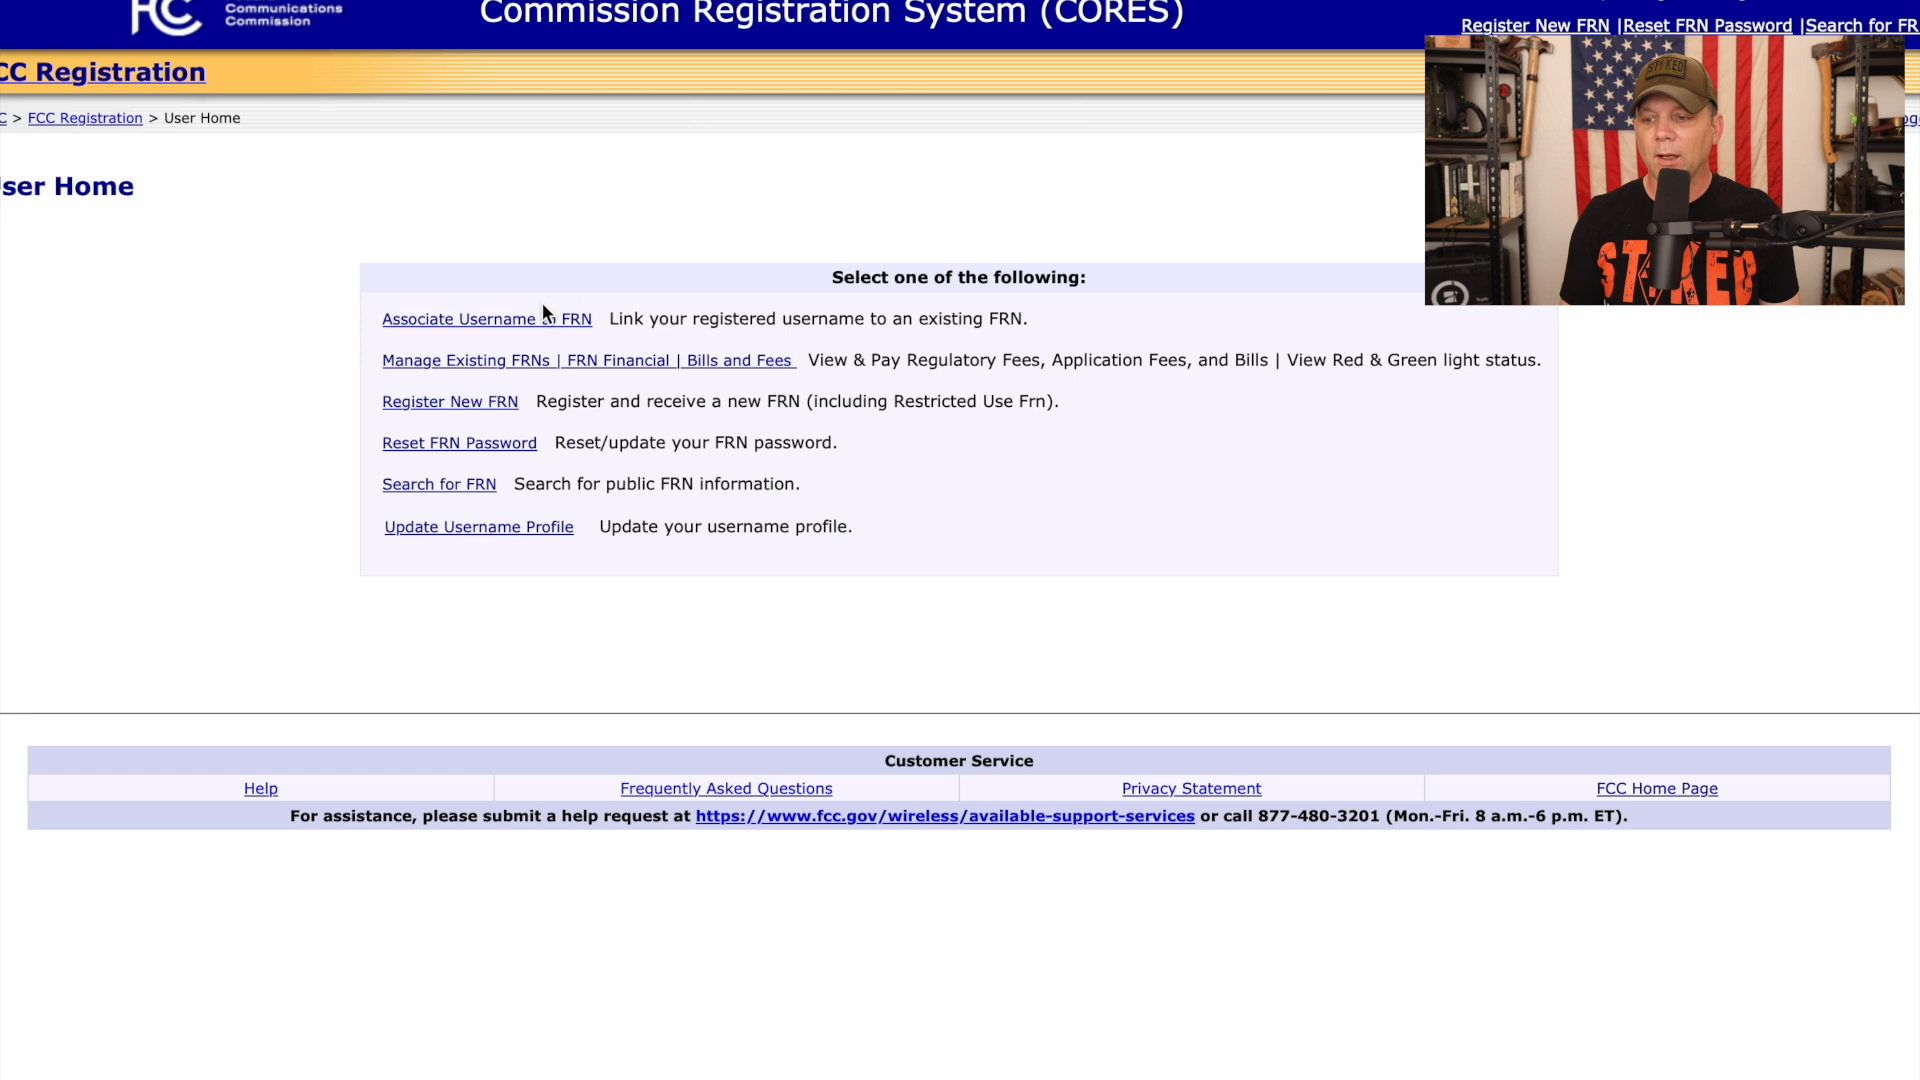 Communications
Commission
Commission Registration System (CORES)
Register New FRN |Reset FRN Password |Search for FR
CC Registration
C > FCC Registration > User Home
ser Home
Select one of the following:
Associate Username FRN Link your registered username to an existing FRN.
Manage Existing FRNs | FRN Financial | Bills and Fees View & Pay Regulatory Fees, Application Fees, and Bills | View Red & Green light status.
Register New FRN Register and receive a new FRN (including Restricted Use Frn).
Reset FRN Password Reset/update your FRN password.
Search for FRN Search for public FRN information.
Update Username Profile Update your username profile.
Customer Service
Help Frequently Asked Questions Privacy Statement FCC Home Page
For assistance, please submit a help request at https://www.fcc.gov/wireless/available-support-services or call 877-480-3201 (Mon.-Fri. 8 a.m.-6 p.m. ET).